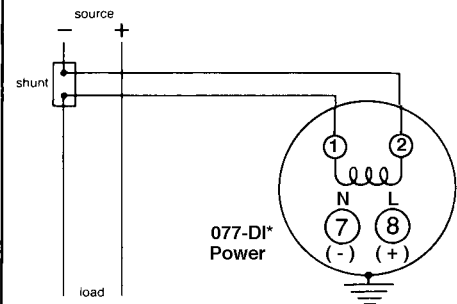 source
− +
shunt
1 2
N L
077-DI* 7 8
Power (-) (+)
load